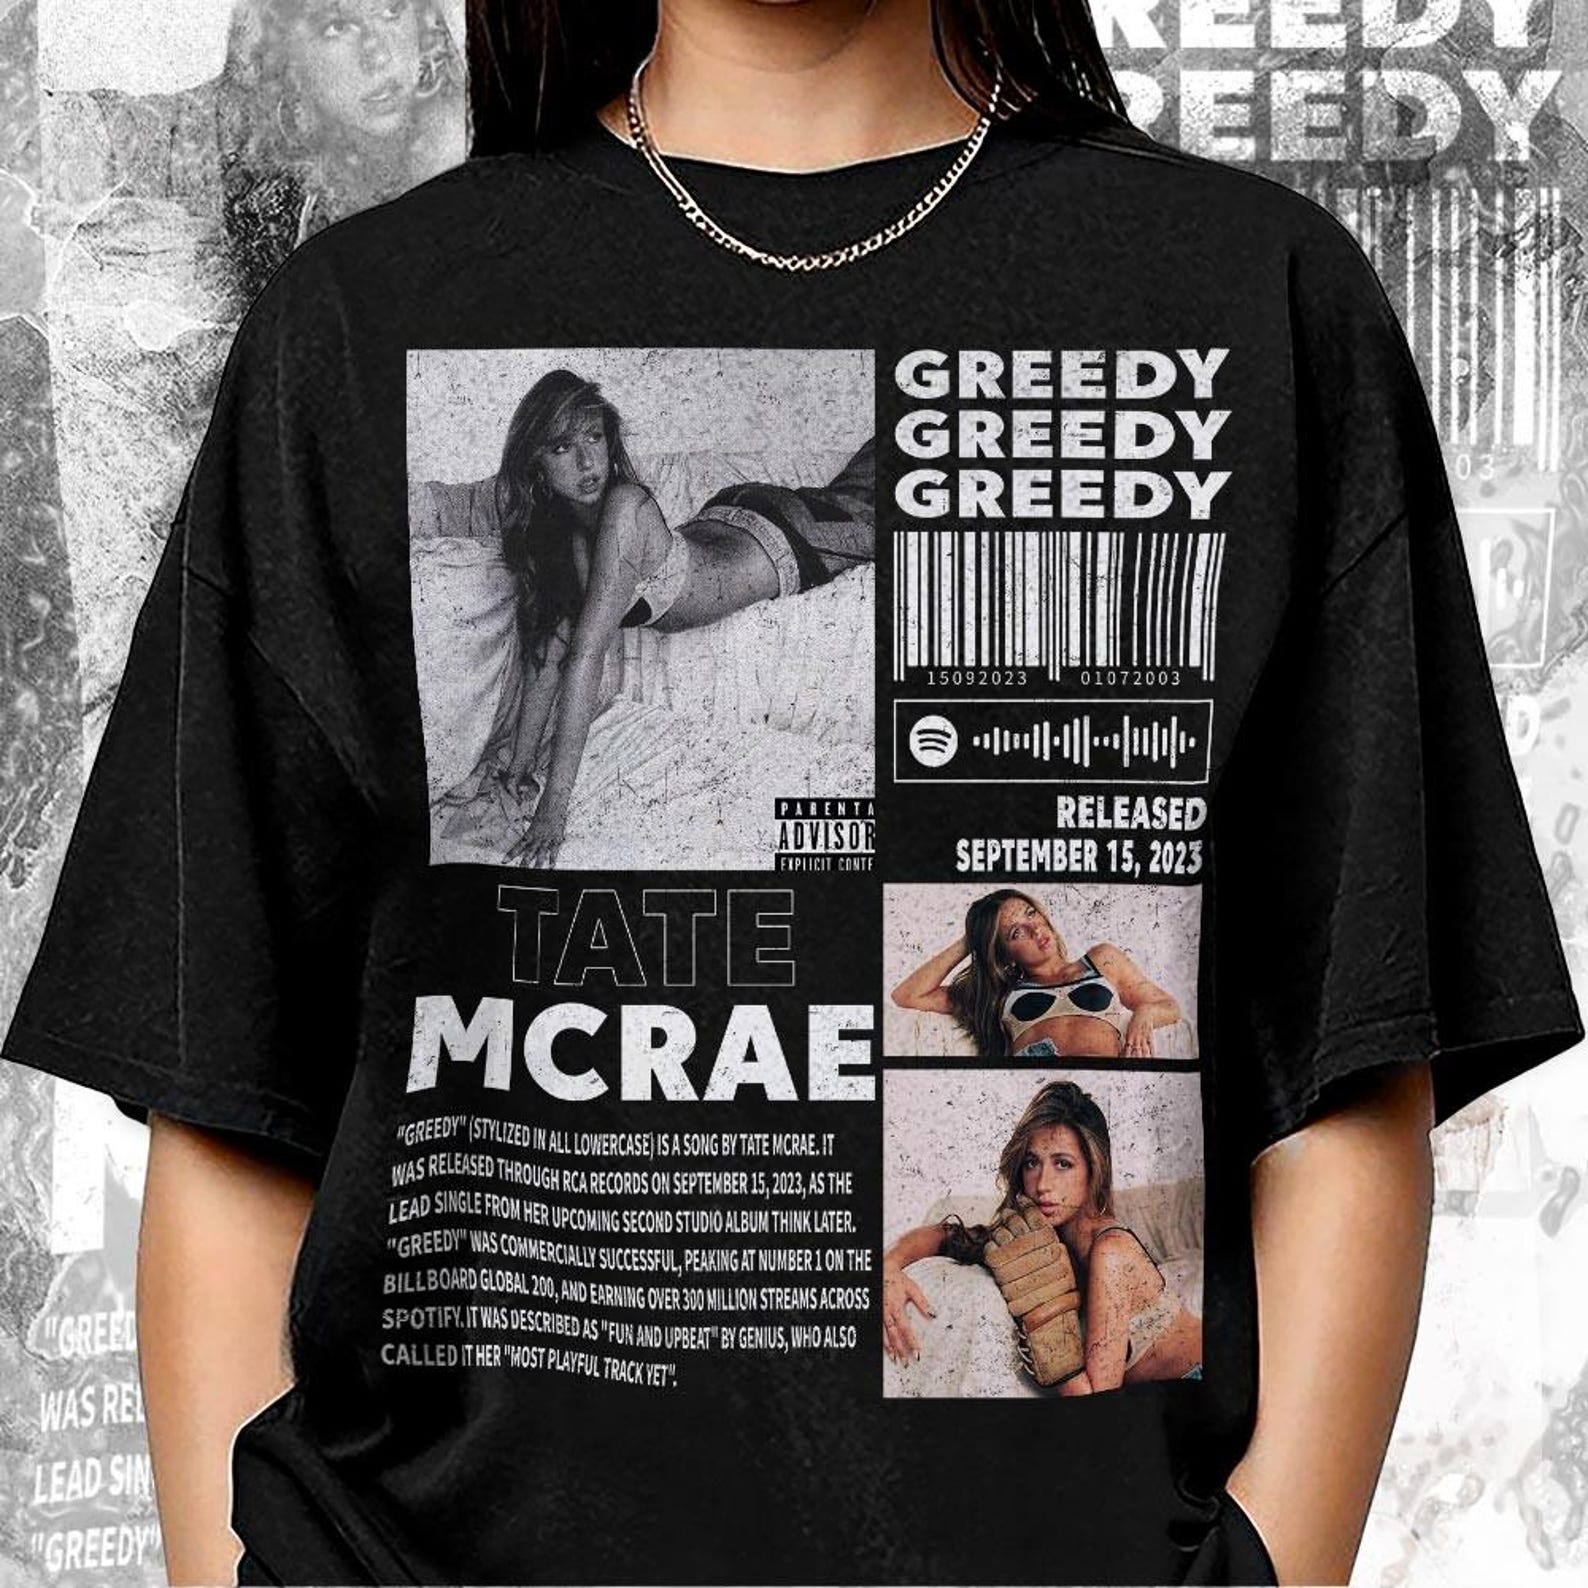 REEDY
REEDY
GREEDY
GREEDY
GREEDY
15092023 01072003
03
PARENTA
ADVISOR
EXPLICIT CONTE
RELEASED
SEPTEMBER 15, 2023
TATE
MCRAE
"GREEDY" (STYLIZED IN ALL LOWERCASE) IS A SONG BY TATE MCRAE. IT
WAS RELEASED THROUGH RCA RECORDS ON SEPTEMBER 15, 2023, AS THE
LEAD SINGLE FROM HER UPCOMING SECOND STUDIO ALBUM THINK LATER.
"GREEDY" WAS COMMERCIALLY SUCCESSFUL, PEAKING AT NUMBER 1 ON THE
BILLBOARD GLOBAL 200, AND EARNING OVER 300 MILLION STREAMS ACROSS
SPOTIFY. IT WAS DESCRIBED AS "FUN AND UPBEAT" BY GENIUS, WHO ALSO
CALLED IT HER "MOST PLAYFUL TRACK YET".
"GREED
WAS REL
LEAD SIN
"GREEDY"